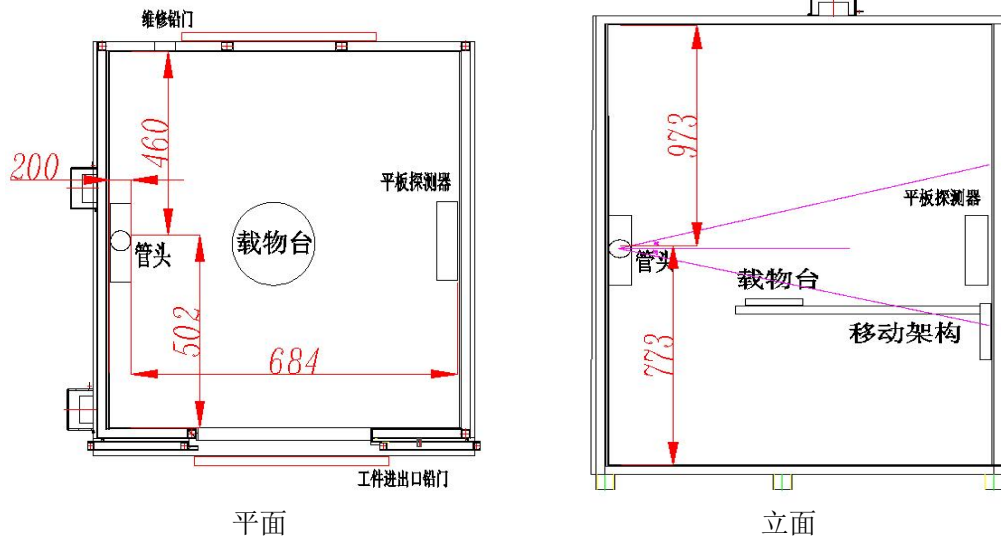 维修铅门
200
460
平板探测器
管头
载物台
502
684
工件进出口铅门
平面
973
平板探测器
管头
载物台
移动架构
773
立面